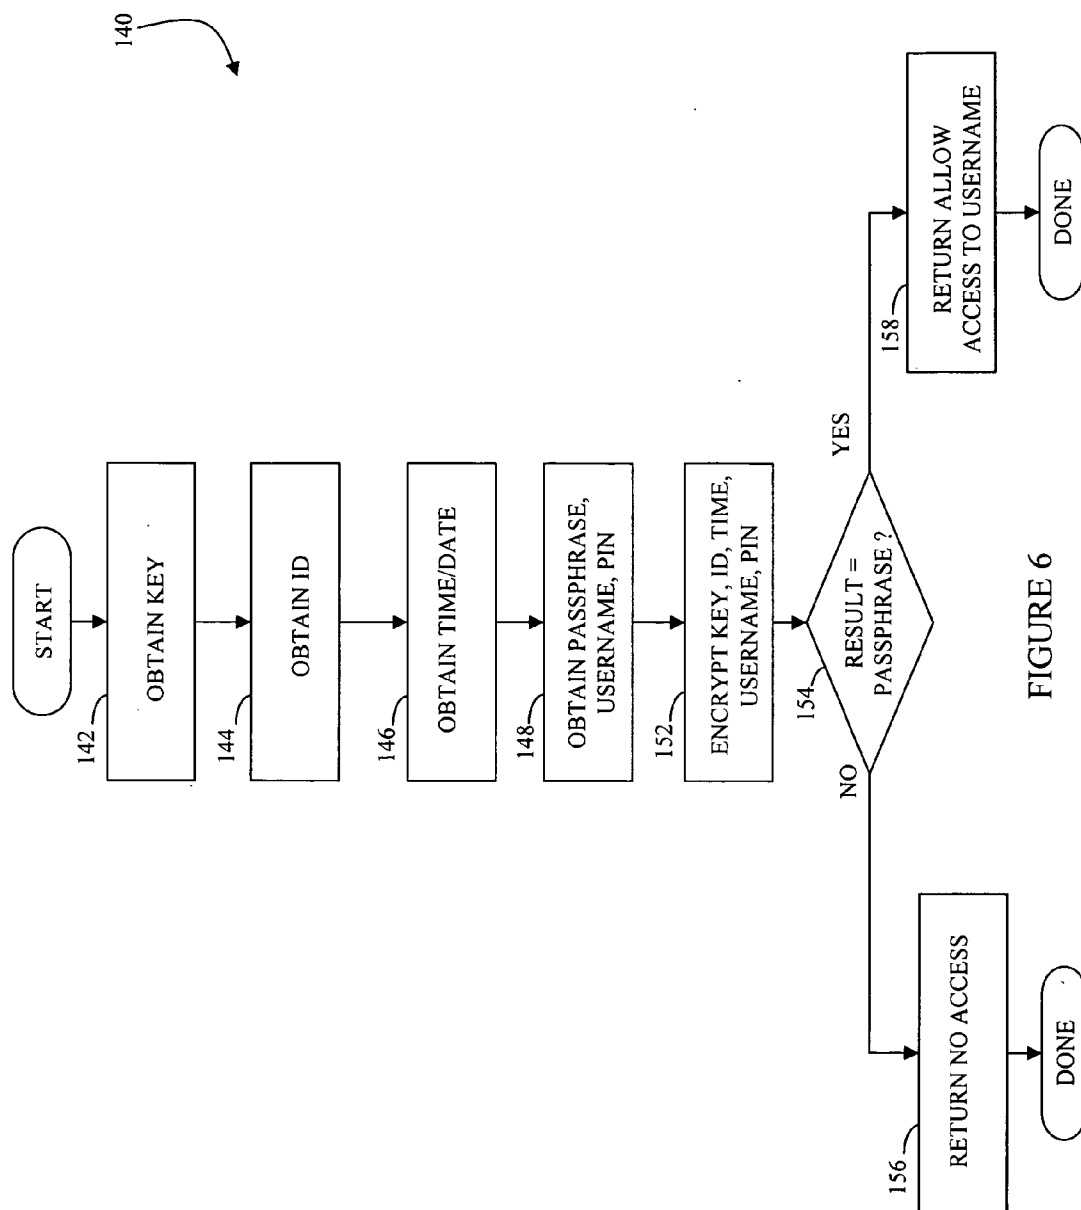 140
START
142
OBTAIN KEY
144
OBTAIN ID
146
OBTAIN TIME/DATE
148
OBTAIN PASSPHRASE,
USERNAME, PIN
152
ENCRYPT KEY, ID, TIME,
USERNAME, PIN
154
RESULT =
PASSPHRASE ?
NO
YES
156
RETURN NO ACCESS
DONE
158
RETURN ALLOW
ACCESS TO USERNAME
DONE
FIGURE 6